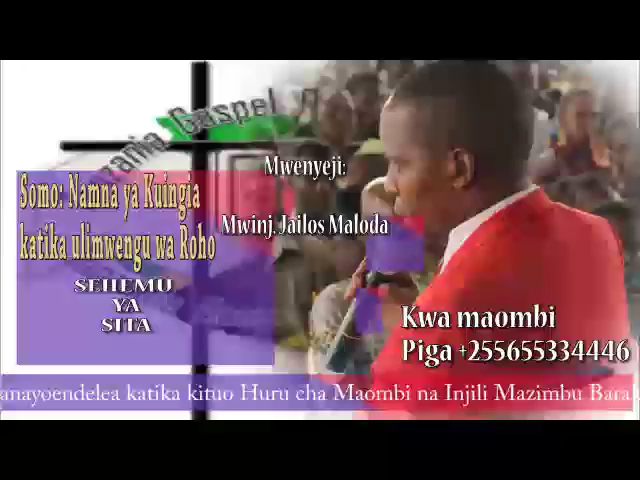 Gospel
Mwenyeji:
Somo: Namna ya Kuingia
katika ulimwengu wa Roho
Mwinj. Jailos Maloda
SEHEMU
YA
SITA
Kwa maombi
Piga +255655334446
anayoendelea katika kituo Huru cha Maombi na Injili Mazimbu Bara